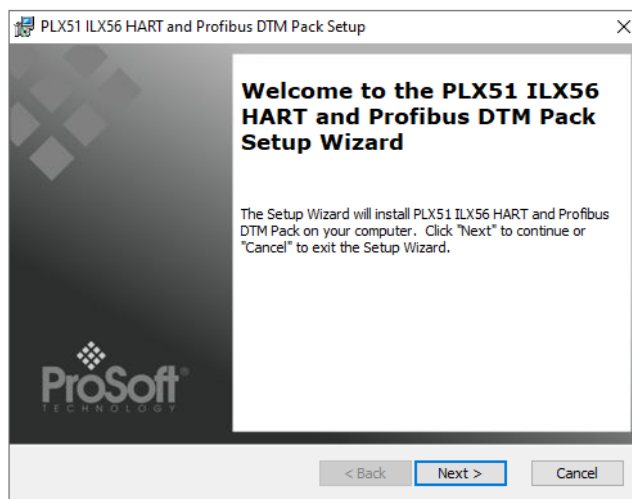 PLX51 ILX56 HART and Profibus DTM Pack Setup
Welcome to the PLX51 ILX56
HART and Profibus DTM Pack
Setup Wizard
The Setup Wizard will install PLX51 ILX56 HART and Profibus
DTM Pack on your computer. Click "Next" to continue or
"Cancel" to exit the Setup Wizard.
ProSoft®
TECHNOLOGY
< Back
Next >
Cancel